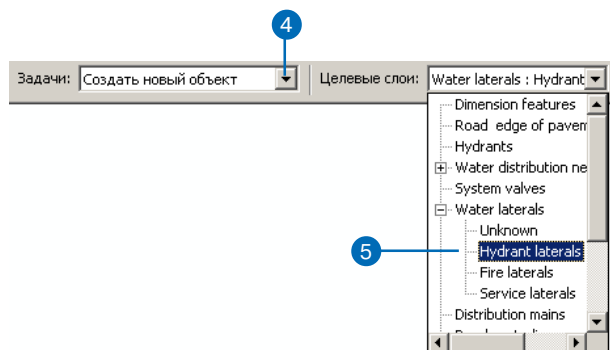 4
Задачи: Создать новый объект Целевые слои: Water laterals : Hydrant
Dimension features
Road edge of pavem
Hydrants
Water distribution ne
System valves
Water laterals
Unknown
5 Hydrant laterals
Fire laterals
Service laterals
Distribution mains